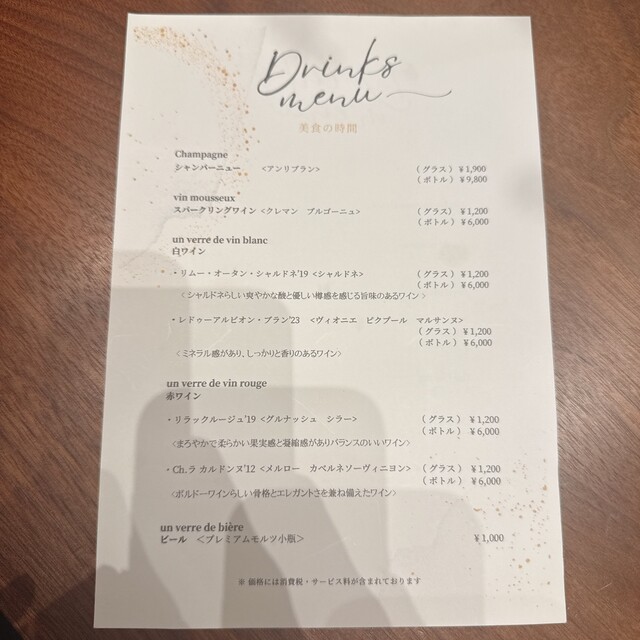 Drinks
menu
美食の時間
Champagne
シャンパーニュー <アンリブラン> (グラス) ¥1,900
(ボトル) ¥9,800
vin mousseux
スパークリングワイン <クレマン ブルゴーニュ> (グラス) ¥1,200
(ボトル) ¥6,000
un verre de vin blanc
白ワイン
・リムー・オータン・シャルドネ'19 <シャルドネ> (グラス) ¥1,200
(ボトル) ¥6,000
<シャルドネらしい爽やかな酸と優しい樽感を感じる旨味のあるワイン>
・レドゥーアルビオン・ブラン'23 <ヴィオニエ ピクプール マルサンヌ>
(グラス) ¥1,200
(ボトル) ¥6,000
<ミネラル感があり、しっかりと香りのあるワイン>
un verre de vin rouge
赤ワイン
・リラックルージュ'19 <グルナッシュ シラー> (グラス) ¥1,200
(ボトル) ¥6,000
<まろやかで柔らかい果実感と凝縮感がありバランスのいいワイン>
・Ch.ラ カルドンヌ'12 <メルロー カベルネソーヴィニヨン> (グラス) ¥1,200
(ボトル) ¥6,000
<ボルドーワインらしい骨格とエレガントさを兼ね備えたワイン>
un verre de bière
ビール <プレミアムモルツ小瓶> ¥1,000
※ 価格には消費税・サービス料が含まれております